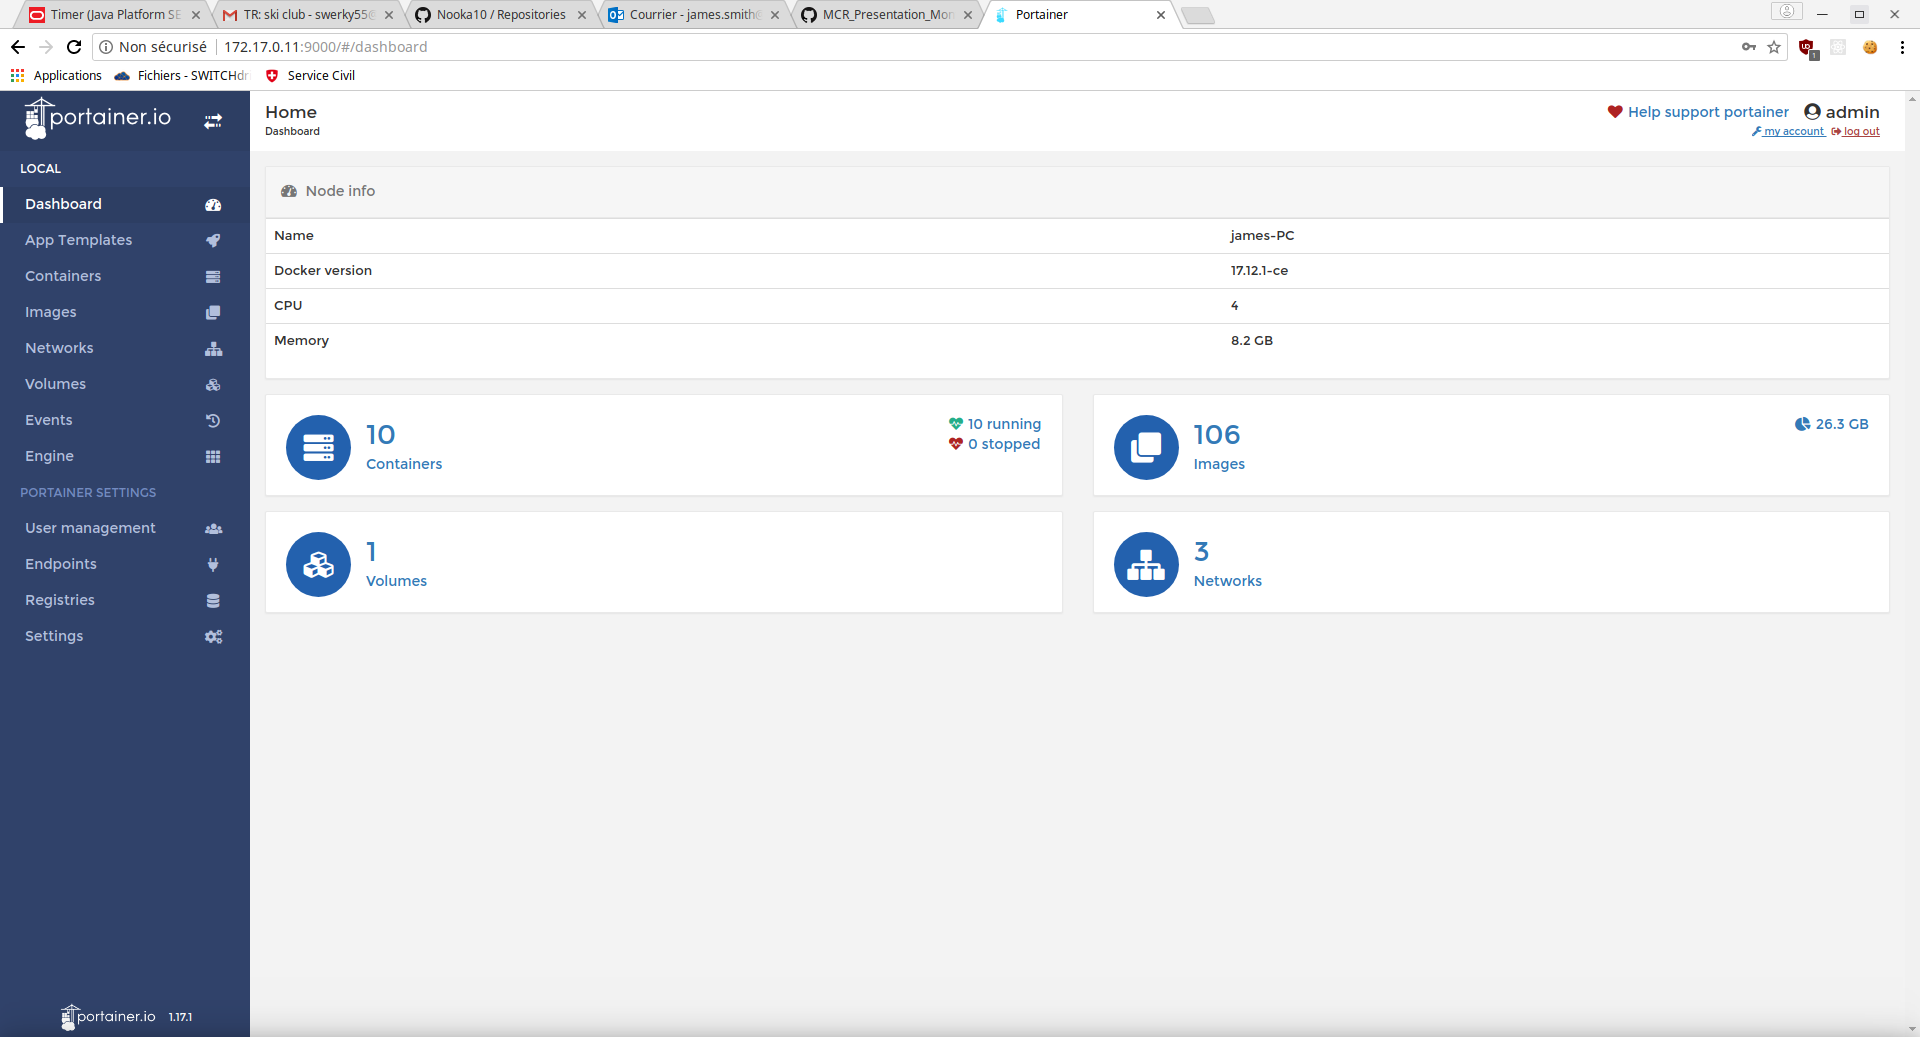 Timer (Java Platform SE
TR: ski club - swerky55@
Nooka10 / Repositories
Courrier - james.smith@
MCR_Presentation_Mon
Portainer
Non sécurisé
172.17.0.11:9000/#/dashboard
Applications
Fichiers - SWITCHdr
Service Civil
portainer.io
LOCAL
Dashboard
App Templates
Containers
Images
Networks
Volumes
Events
Engine
PORTAINER SETTINGS
User management
Endpoints
Registries
Settings
portainer.io 1.17.1
Home
Dashboard
Help support portainer
admin
my account
log out
Node info
Name james-PC
Docker version 17.12.1-ce
CPU 4
Memory 8.2 GB
10
Containers
10 running
0 stopped
106
Images
26.3 GB
1
Volumes
3
Networks